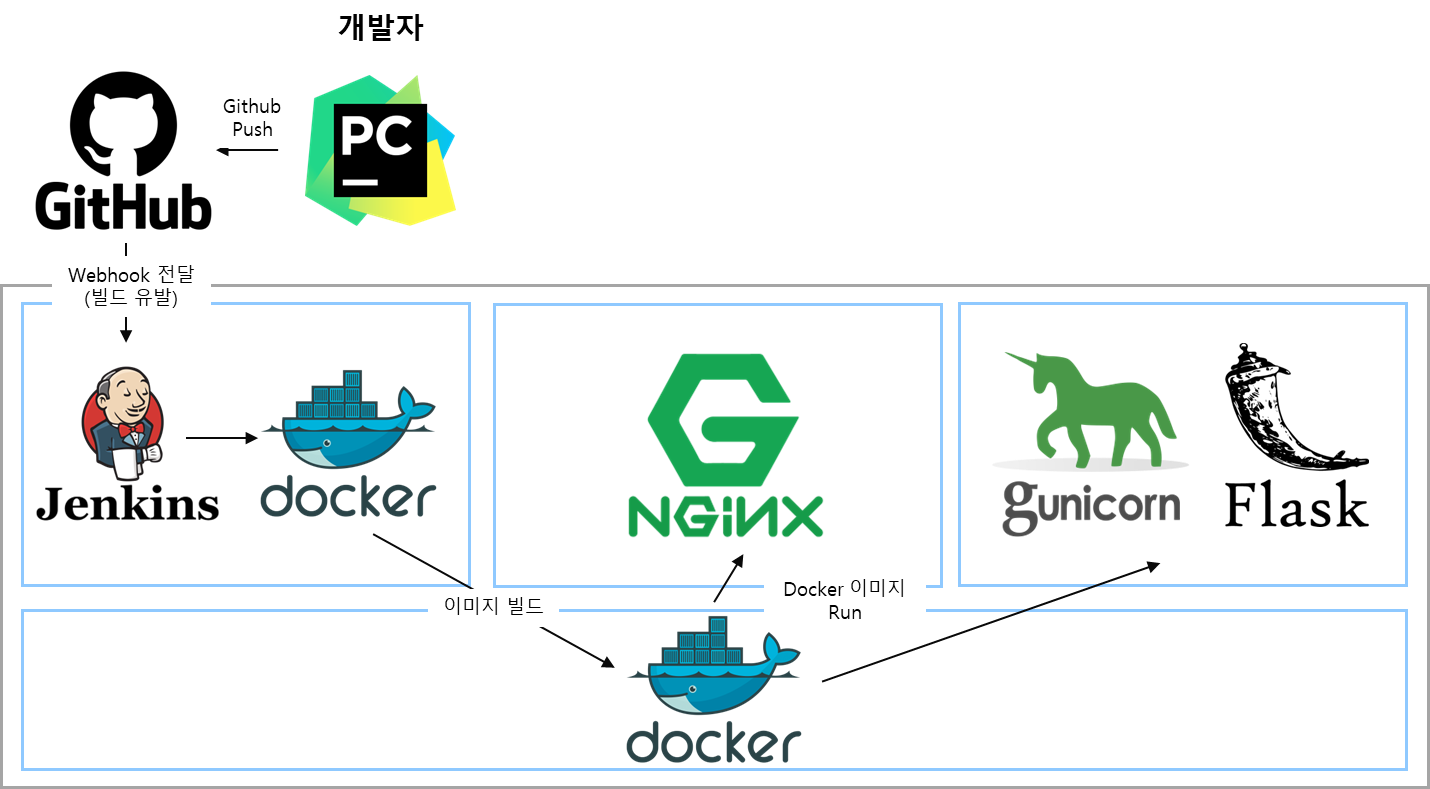 개발자
Github
Push
PC
GitHub
Webhook 전달
(빌드 유발)
Jenkins
docker
NGiNX
gunicorn
Flask
이미지 빌드
Docker 이미지
Run
docker